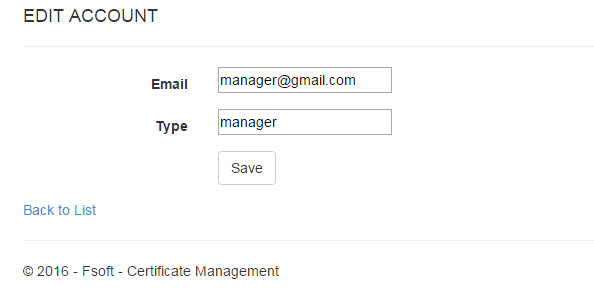 EDIT ACCOUNT
Email manager@gmail.com
Type manager
Save
Back to List
© 2016 - Fsoft - Certificate Management